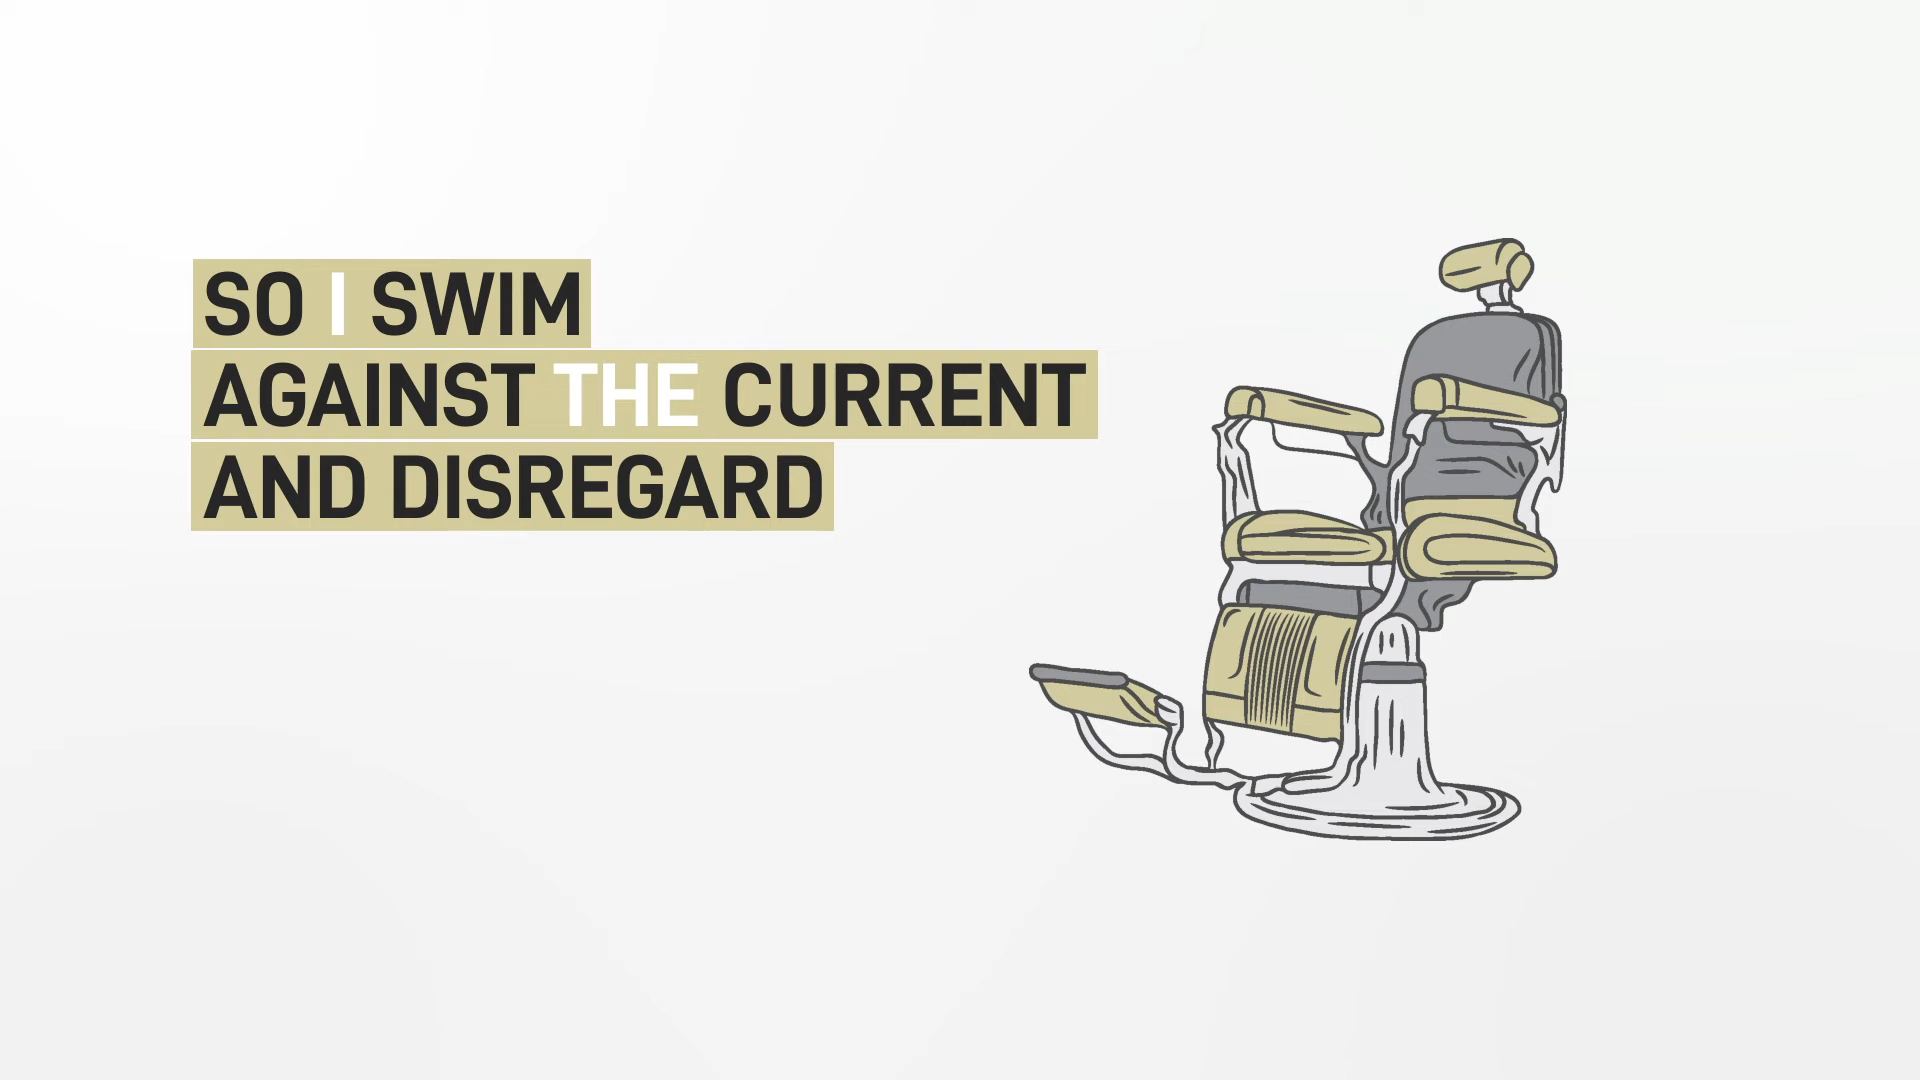 SO I SWIM
AGAINST THE CURRENT
AND DISREGARD